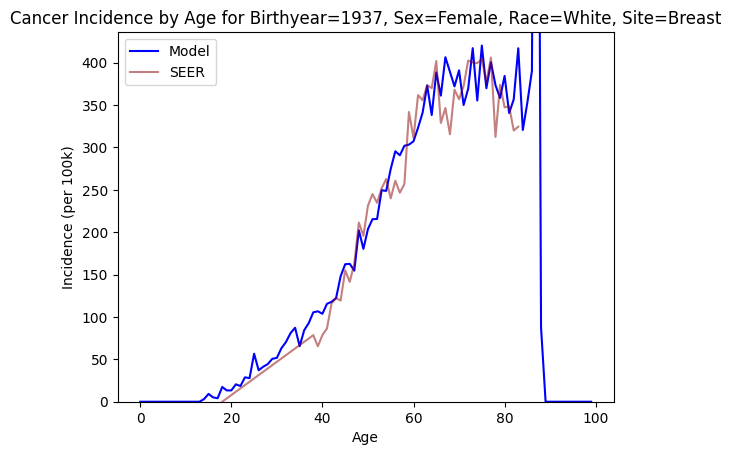 Cancer Incidence by Age for Birthyear=1937, Sex=Female, Race=White, Site=Breast
Model
SEER
400
350
300
250
200
150
100
50
0
Incidence (per 100k)
0 20 40 60 80 100
Age